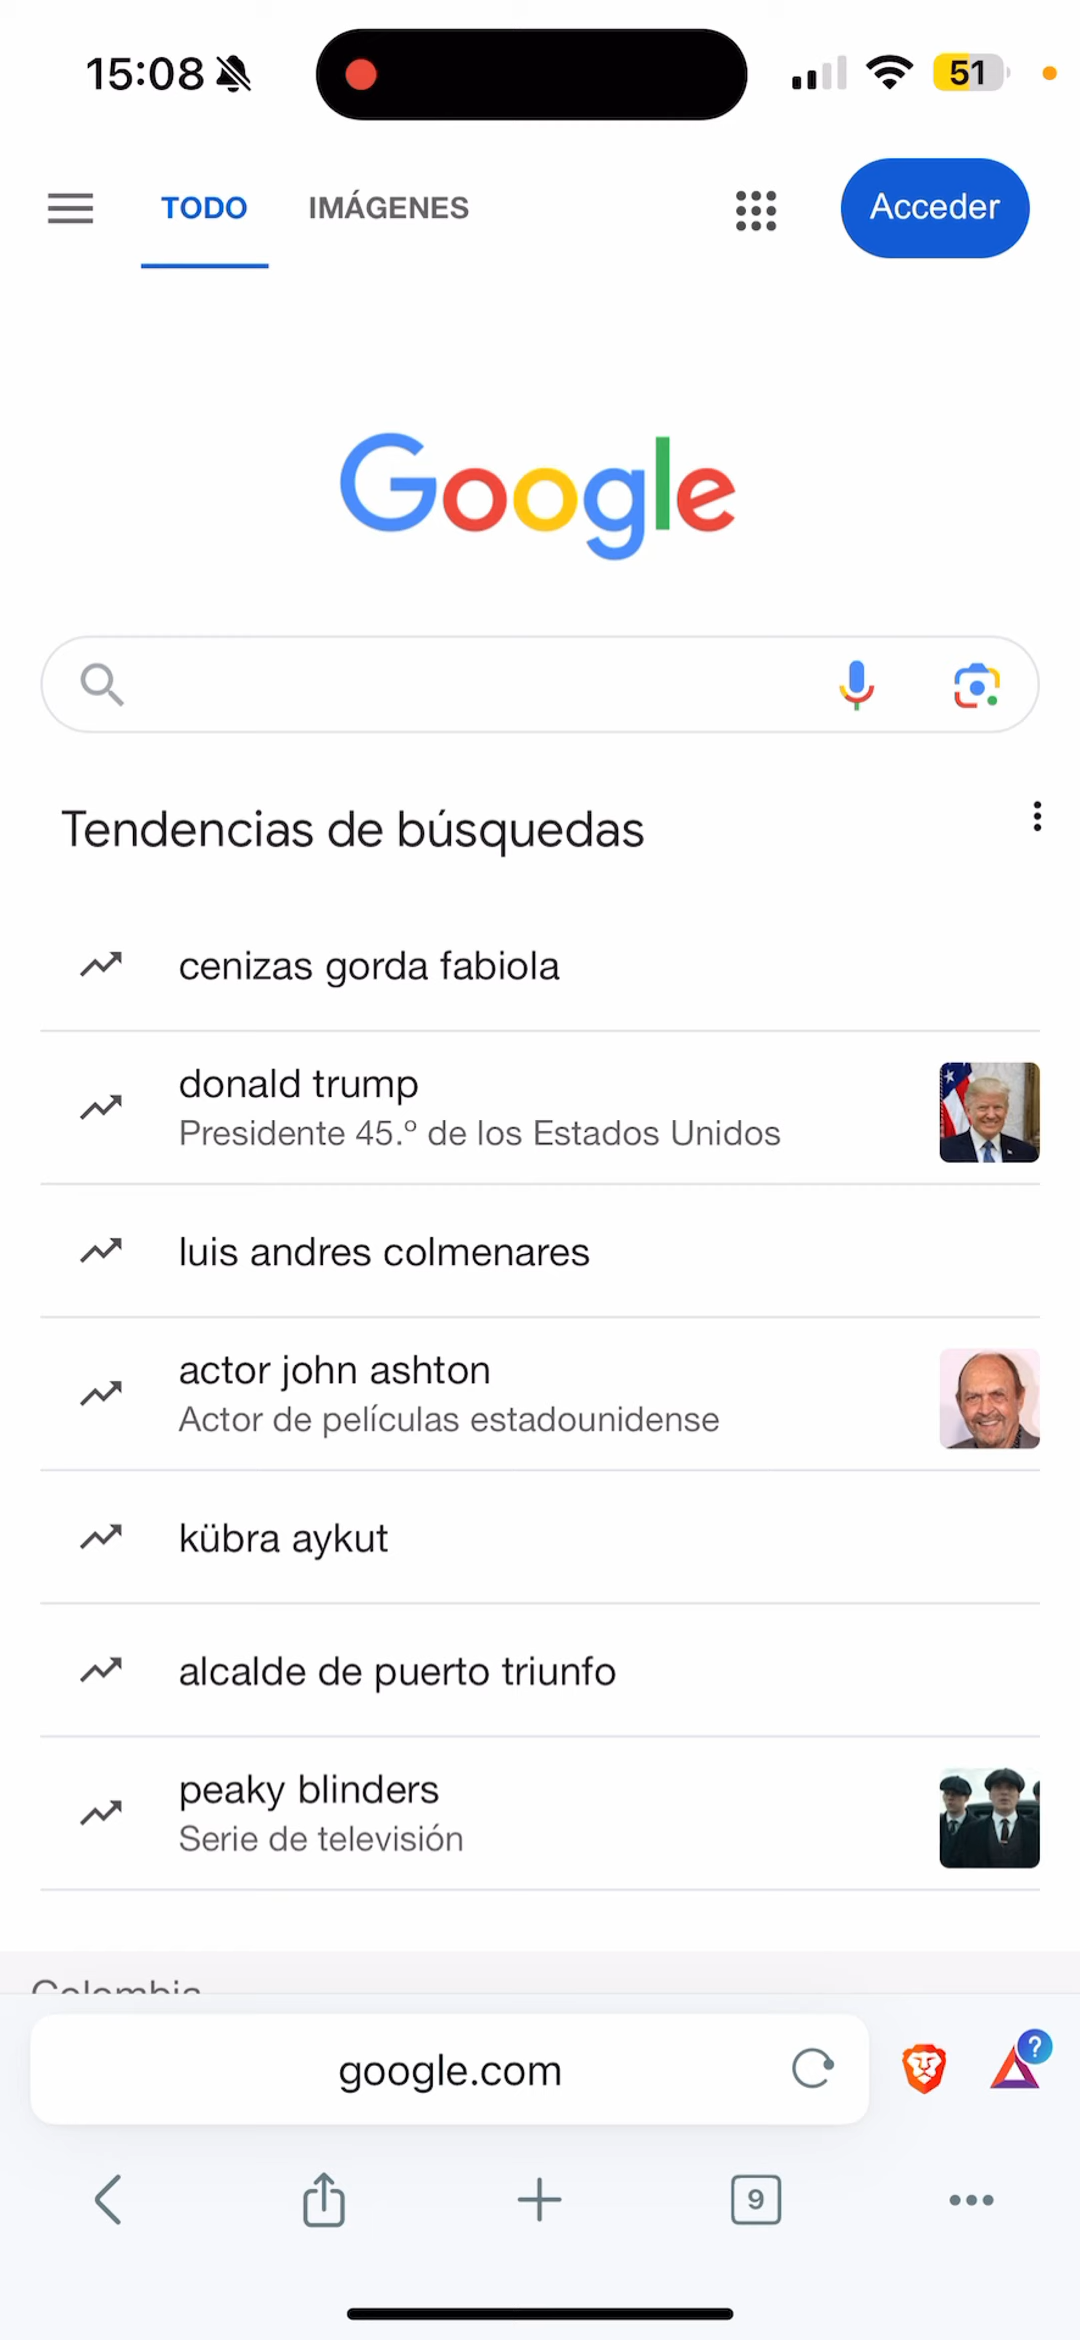 15:08
51
TODO IMÁGENES Acceder
Google
Tendencias de búsquedas
cenizas gorda fabiola
donald trump
Presidente 45.º de los Estados Unidos
luis andres colmenares
actor john ashton
Actor de películas estadounidense
kübra aykut
alcalde de puerto triunfo
peaky blinders
Serie de televisión
Colombia
google.com
?
9